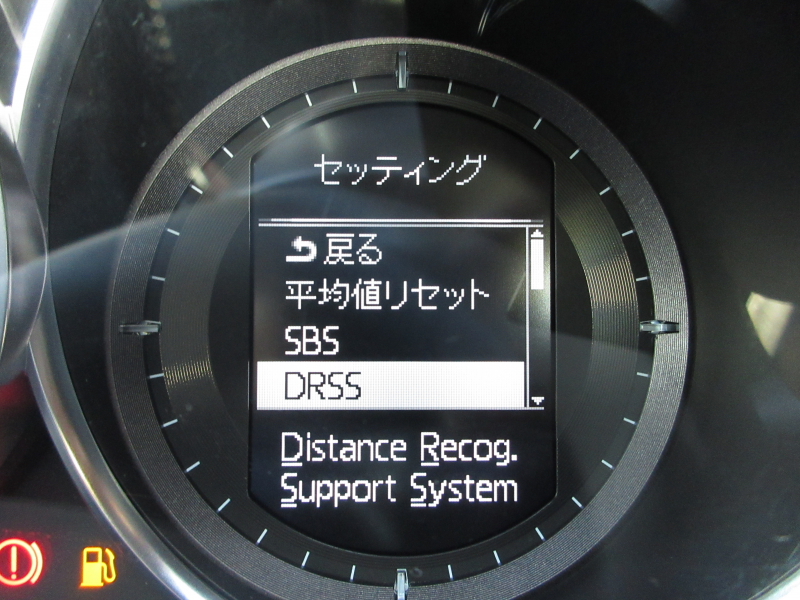 セッティング
戻る
平均値リセット
SBS
DRSS
Distance Recog.
Support System